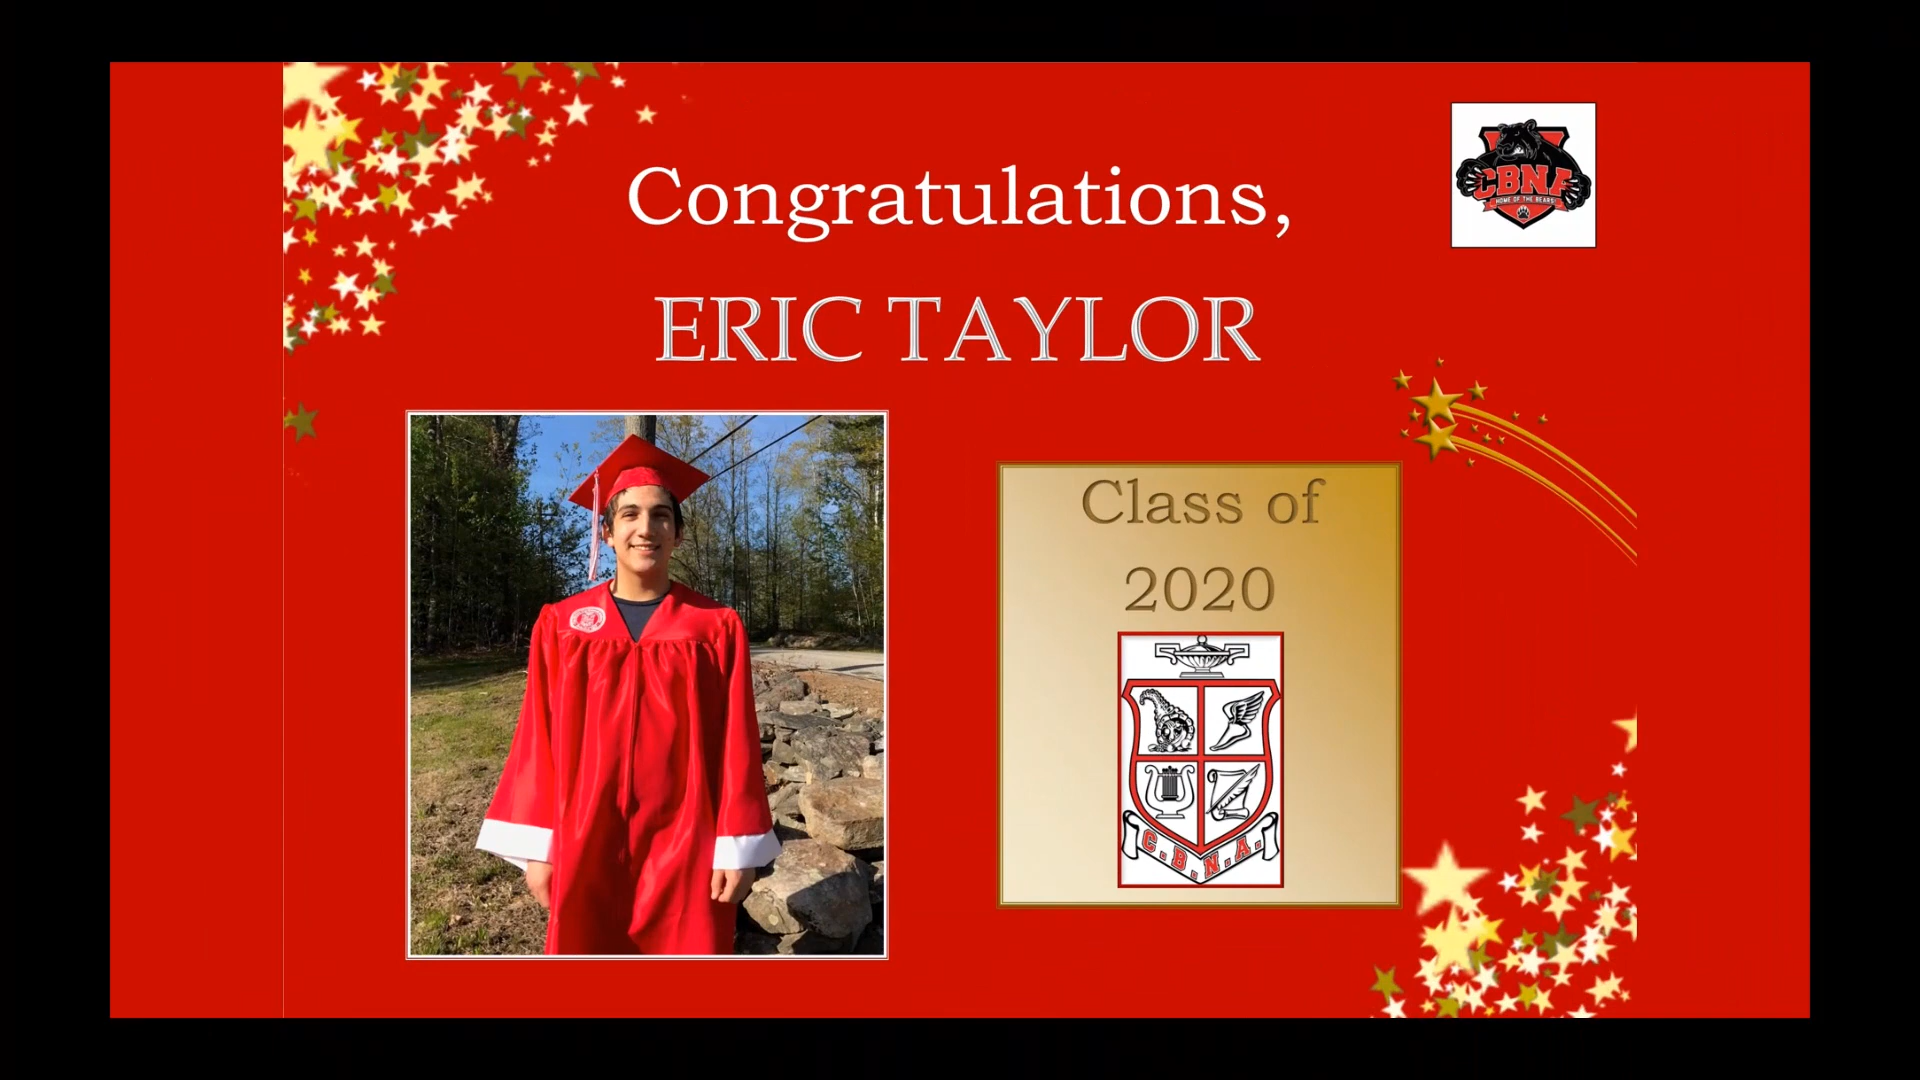 Congratulations,
CBNA
HOME OF THE BEARS
ERIC TAYLOR
Class of
2020
C.B.N.A.